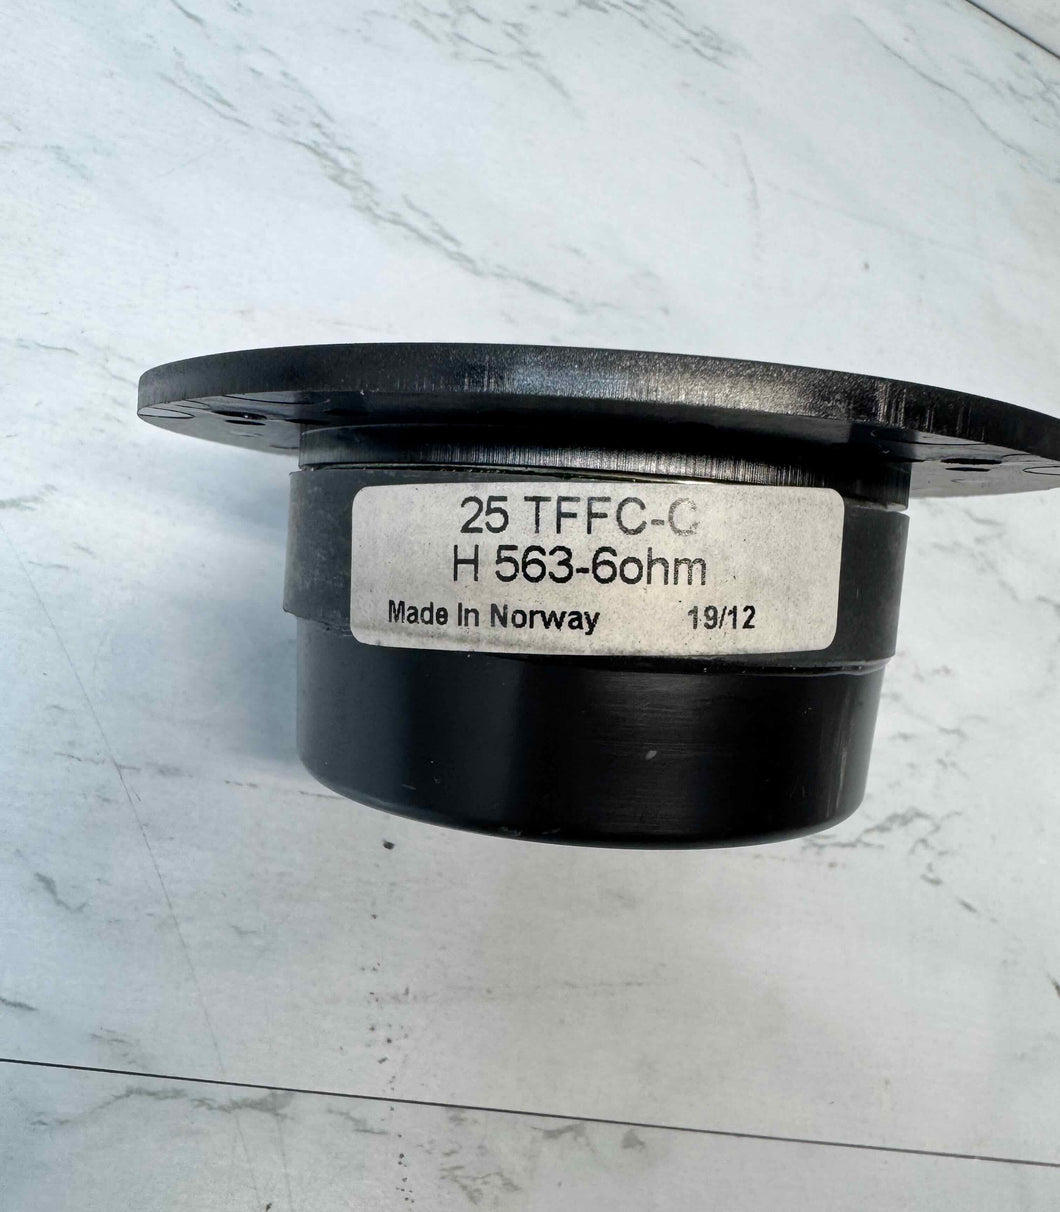 25 TFFC-C
H 563-6ohm
Made In Norway 19/12